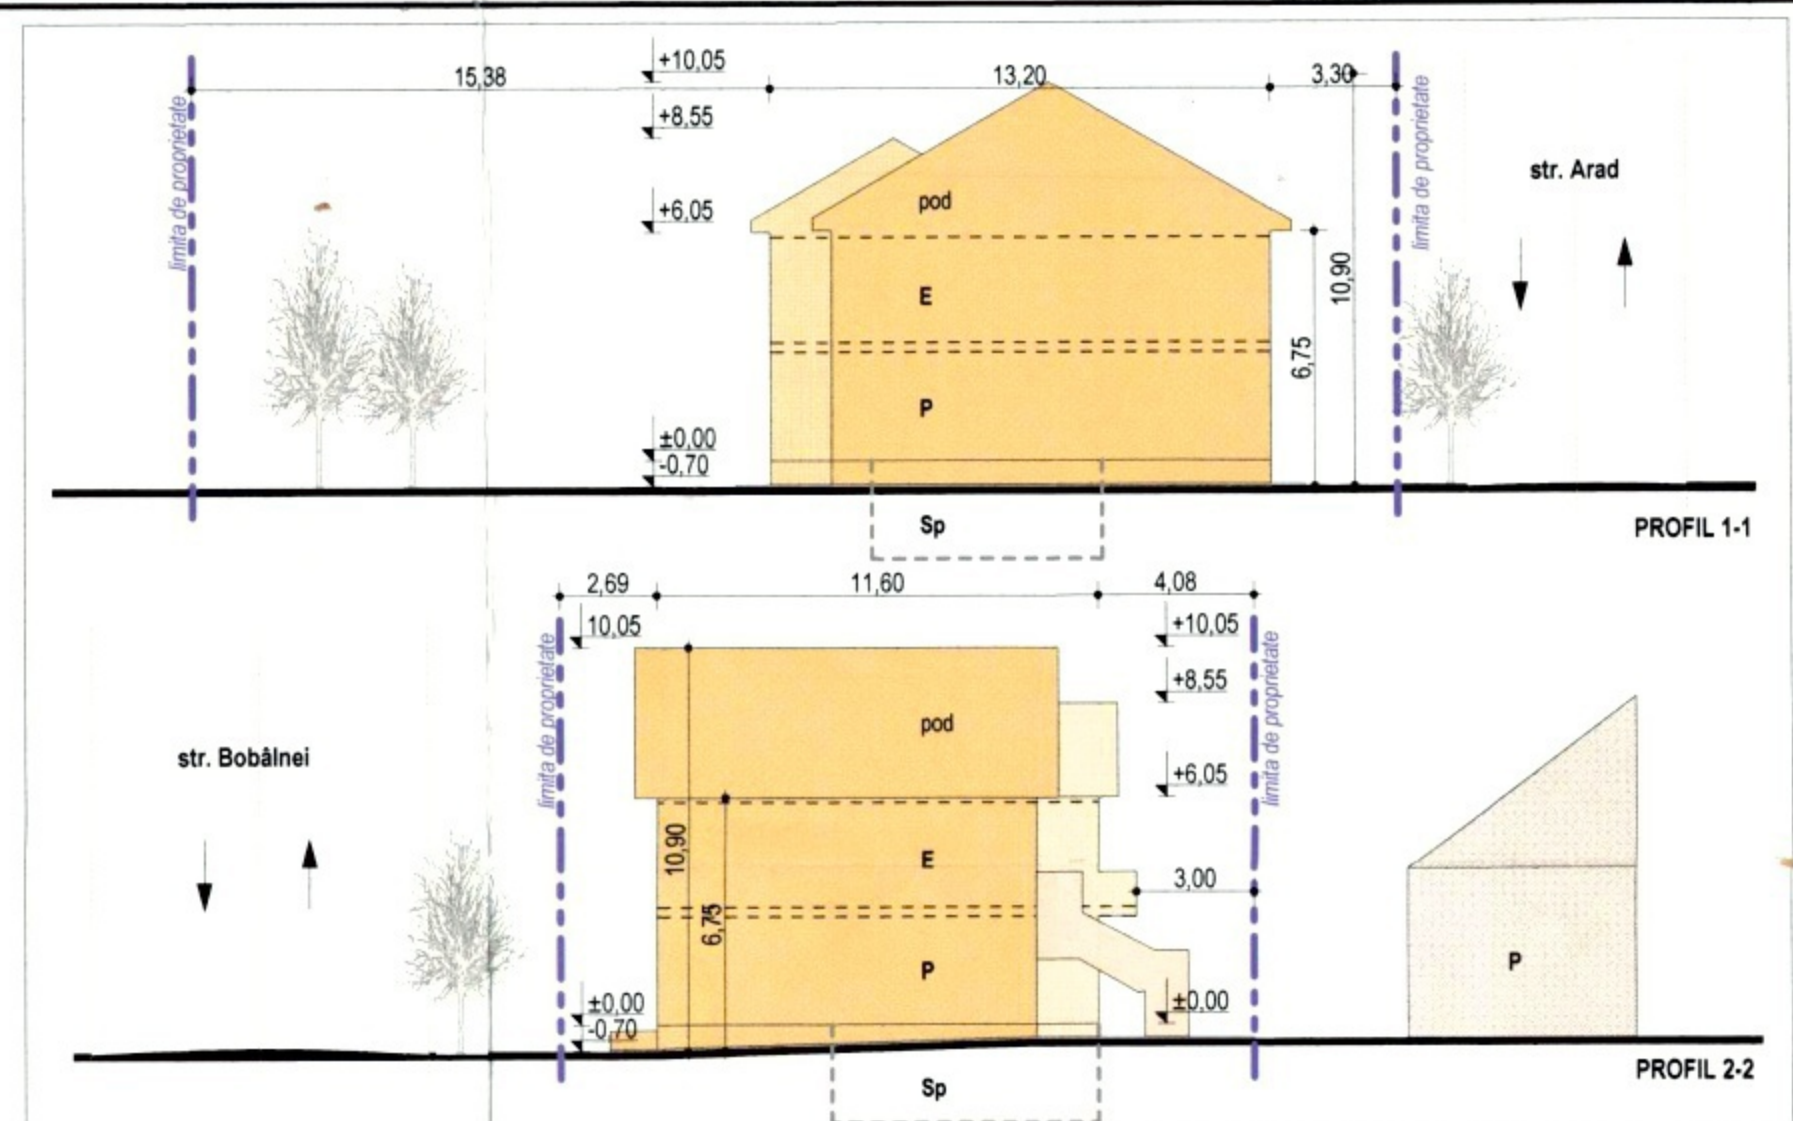 15,38
+10,05
13,20
3,30
+8,55
+6,05
limita de proprietate
limita de proprietate
str. Arad
pod
E
P
10,90
6,75
±0,00
-0,70
Sp
PROFIL 1-1
2,69
11,60
4,08
10,05
+10,05
+8,55
+6,05
limita de proprietate
limita de proprietate
str. Bobâlnei
pod
10,90
E
6,75
3,00
P
P
±0,00
-0,70
±0,00
Sp
PROFIL 2-2